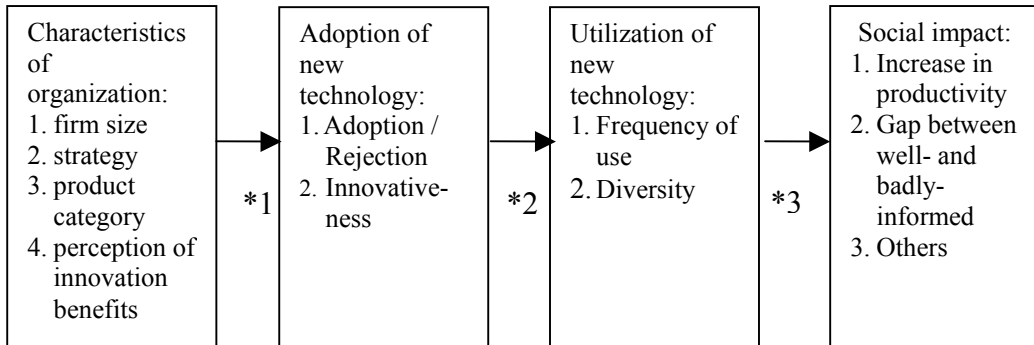 Characteristics
of
organization:
1. firm size
2. strategy
3. product
category
4. perception of
innovation
benefits
*1
Adoption of
new
technology:
1. Adoption /
Rejection
2. Innovative-
ness
*2
Utilization of
new
technology:
1. Frequency of
use
2. Diversity
*3
Social impact:
1. Increase in
productivity
2. Gap between
well- and
badly-
informed
3. Others